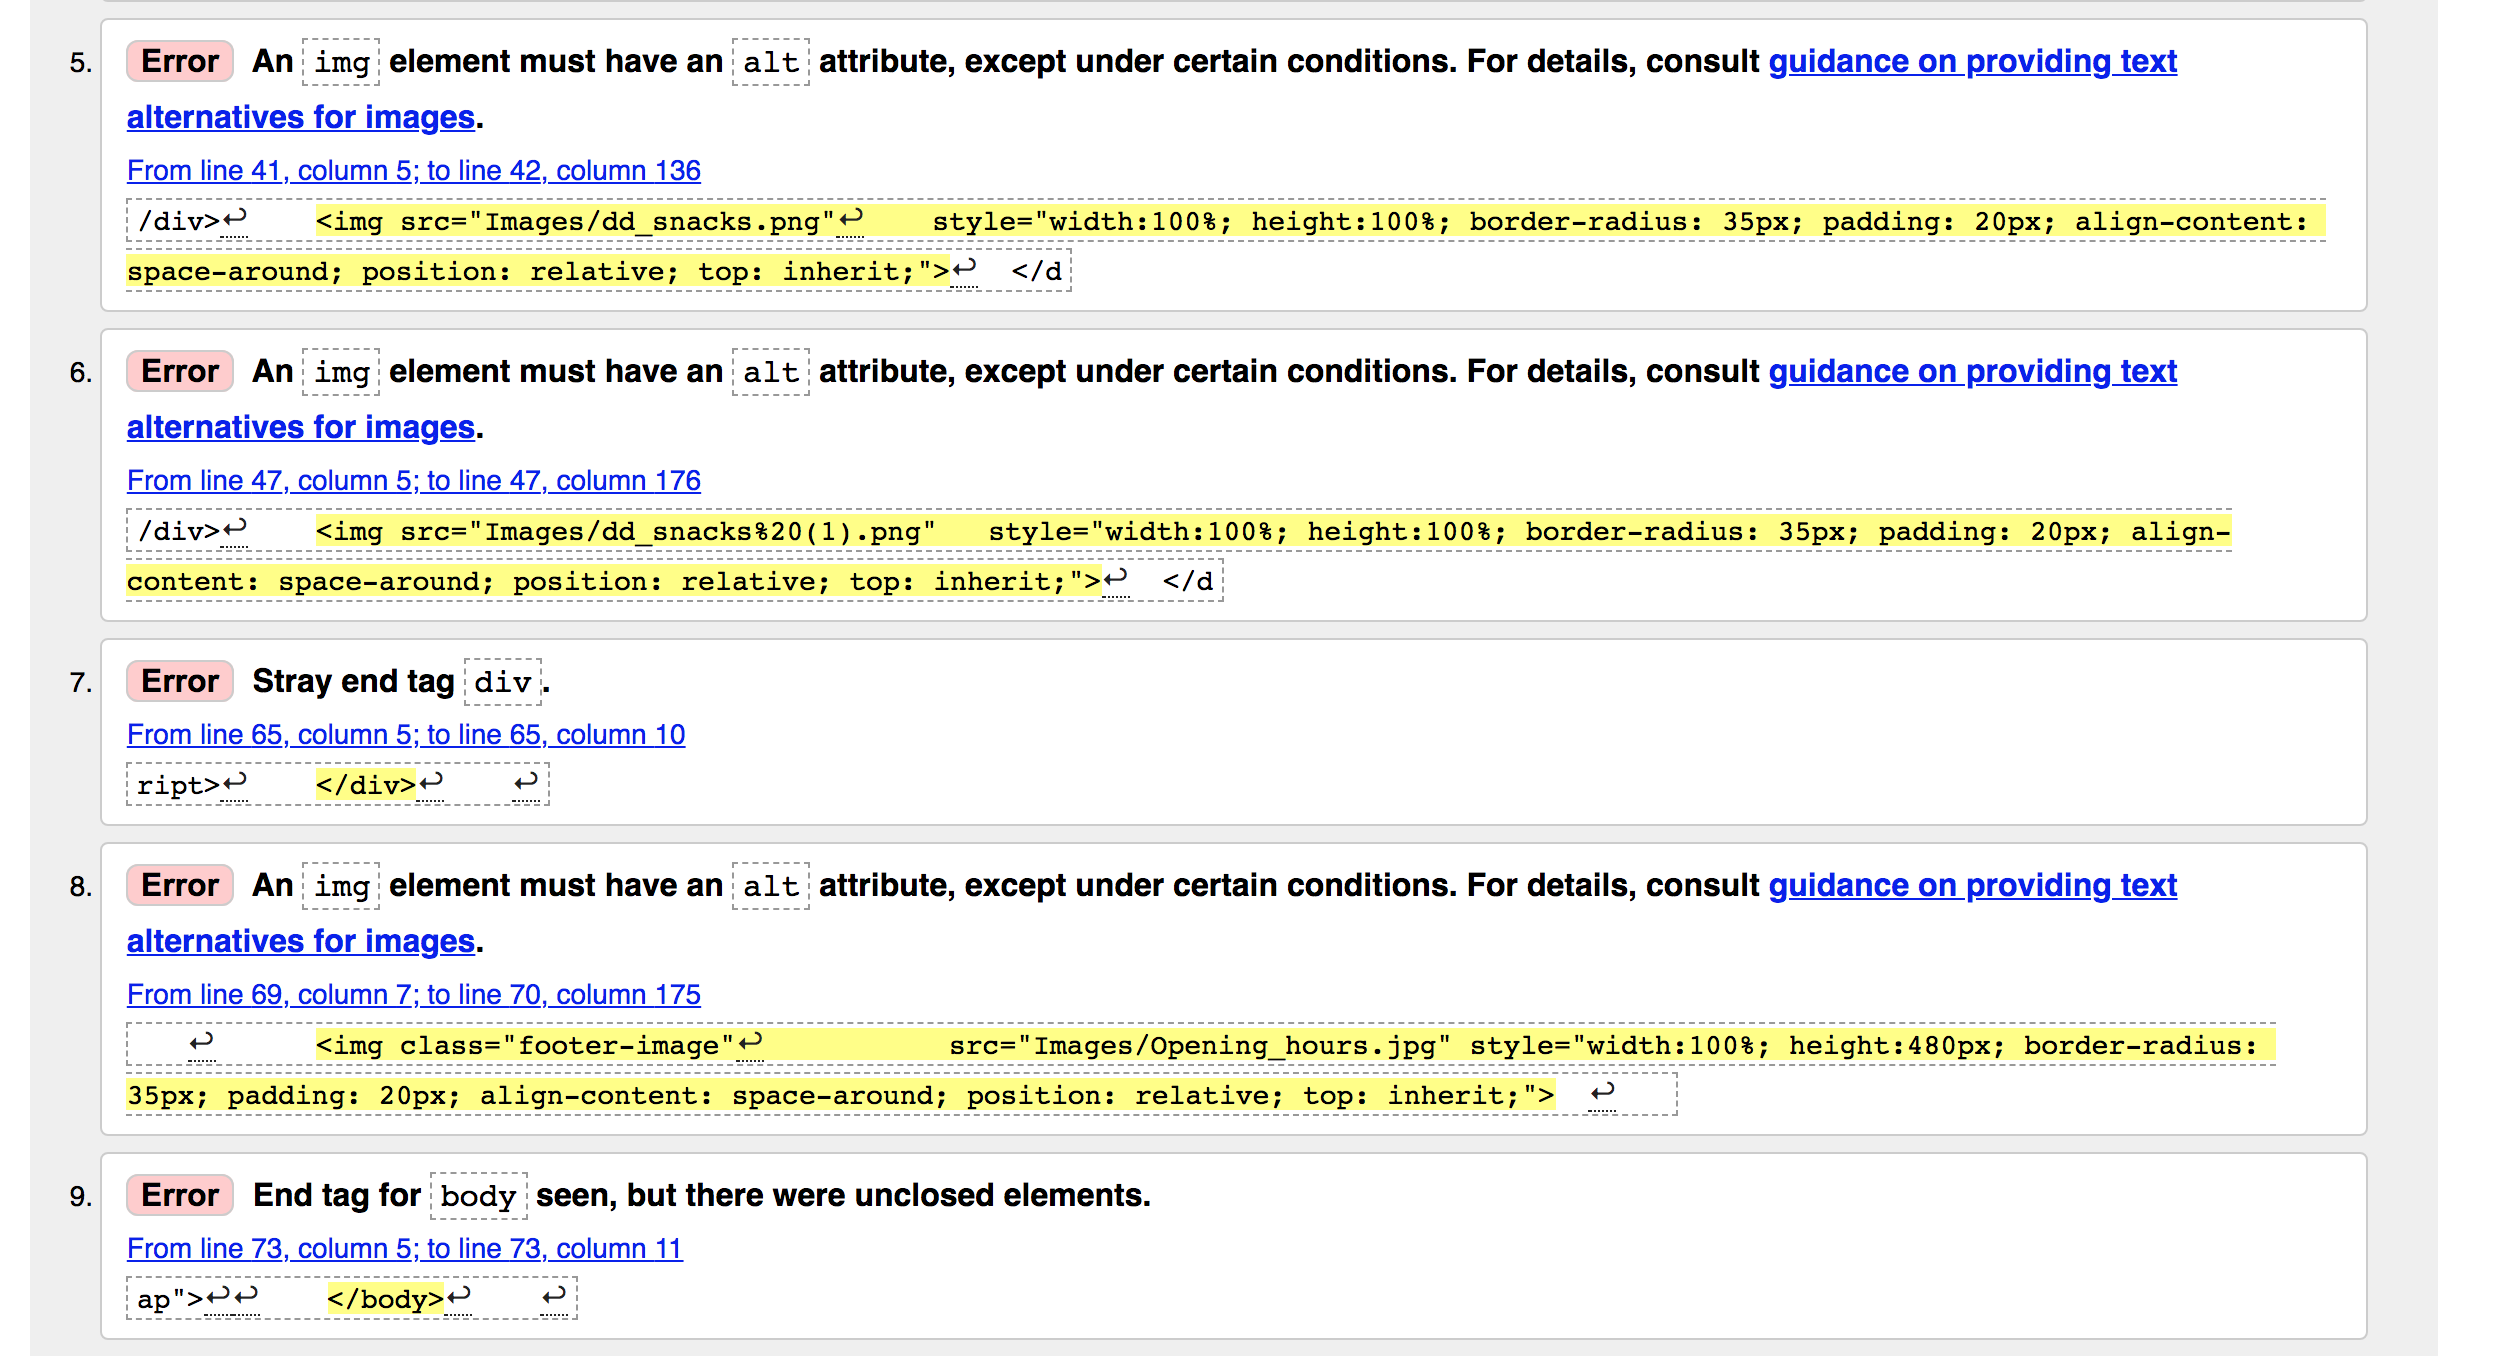 5. Error An img element must have an alt attribute, except under certain conditions. For details, consult guidance on providing text
alternatives for images.
From line 41, column 5; to line 42, column 136
/div>↩    <img src="Images/dd_snacks.png"↩    style="width:100%; height:100%; border-radius: 35px; padding: 20px; align-content:
space-around; position: relative; top: inherit;">↩  </d
6. Error An img element must have an alt attribute, except under certain conditions. For details, consult guidance on providing text
alternatives for images.
From line 47, column 5; to line 47, column 176
/div>↩    <img src="Images/dd_snacks%20(1).png"   style="width:100%; height:100%; border-radius: 35px; padding: 20px; align-
content: space-around; position: relative; top: inherit;">↩  </d
7. Error Stray end tag div.
From line 65, column 5; to line 65, column 10
ript>↩    </div>↩    ↩
8. Error An img element must have an alt attribute, except under certain conditions. For details, consult guidance on providing text
alternatives for images.
From line 69, column 7; to line 70, column 175
↩      <img class="footer-image"↩           src="Images/Opening_hours.jpg" style="width:100%; height:480px; border-radius:
35px; padding: 20px; align-content: space-around; position: relative; top: inherit;">  ↩
9. Error End tag for body seen, but there were unclosed elements.
From line 73, column 5; to line 73, column 11
ap">↩↩    </body>↩    ↩